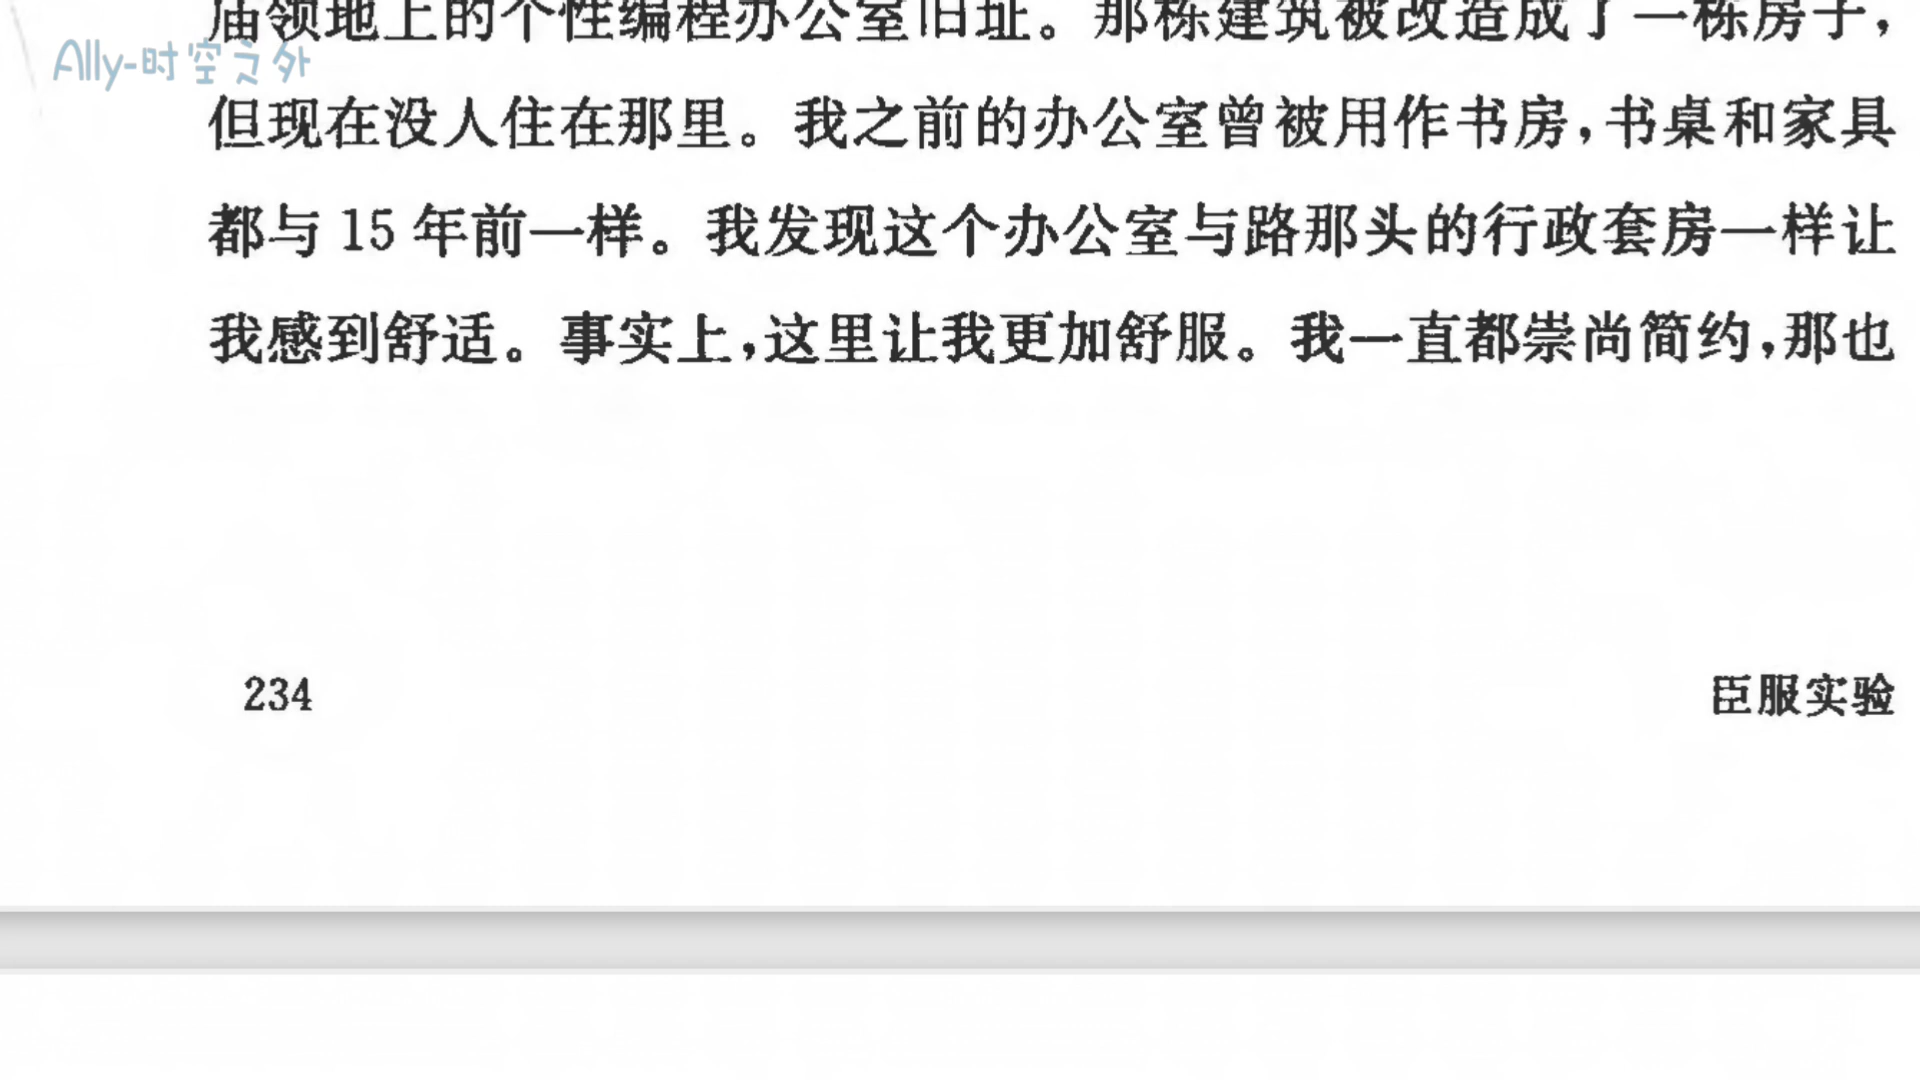 庙领地上的个性编程办公室旧址。那栋建筑被改造成了一栋房子，
Ally-时空之外
但现在没人住在那里。我之前的办公室曾被用作书房，书桌和家具
都与 15 年前一样。我发现这个办公室与路那头的行政套房一样让
我感到舒适。事实上，这里让我更加舒服。我一直都崇尚简约，那也
234
臣服实验